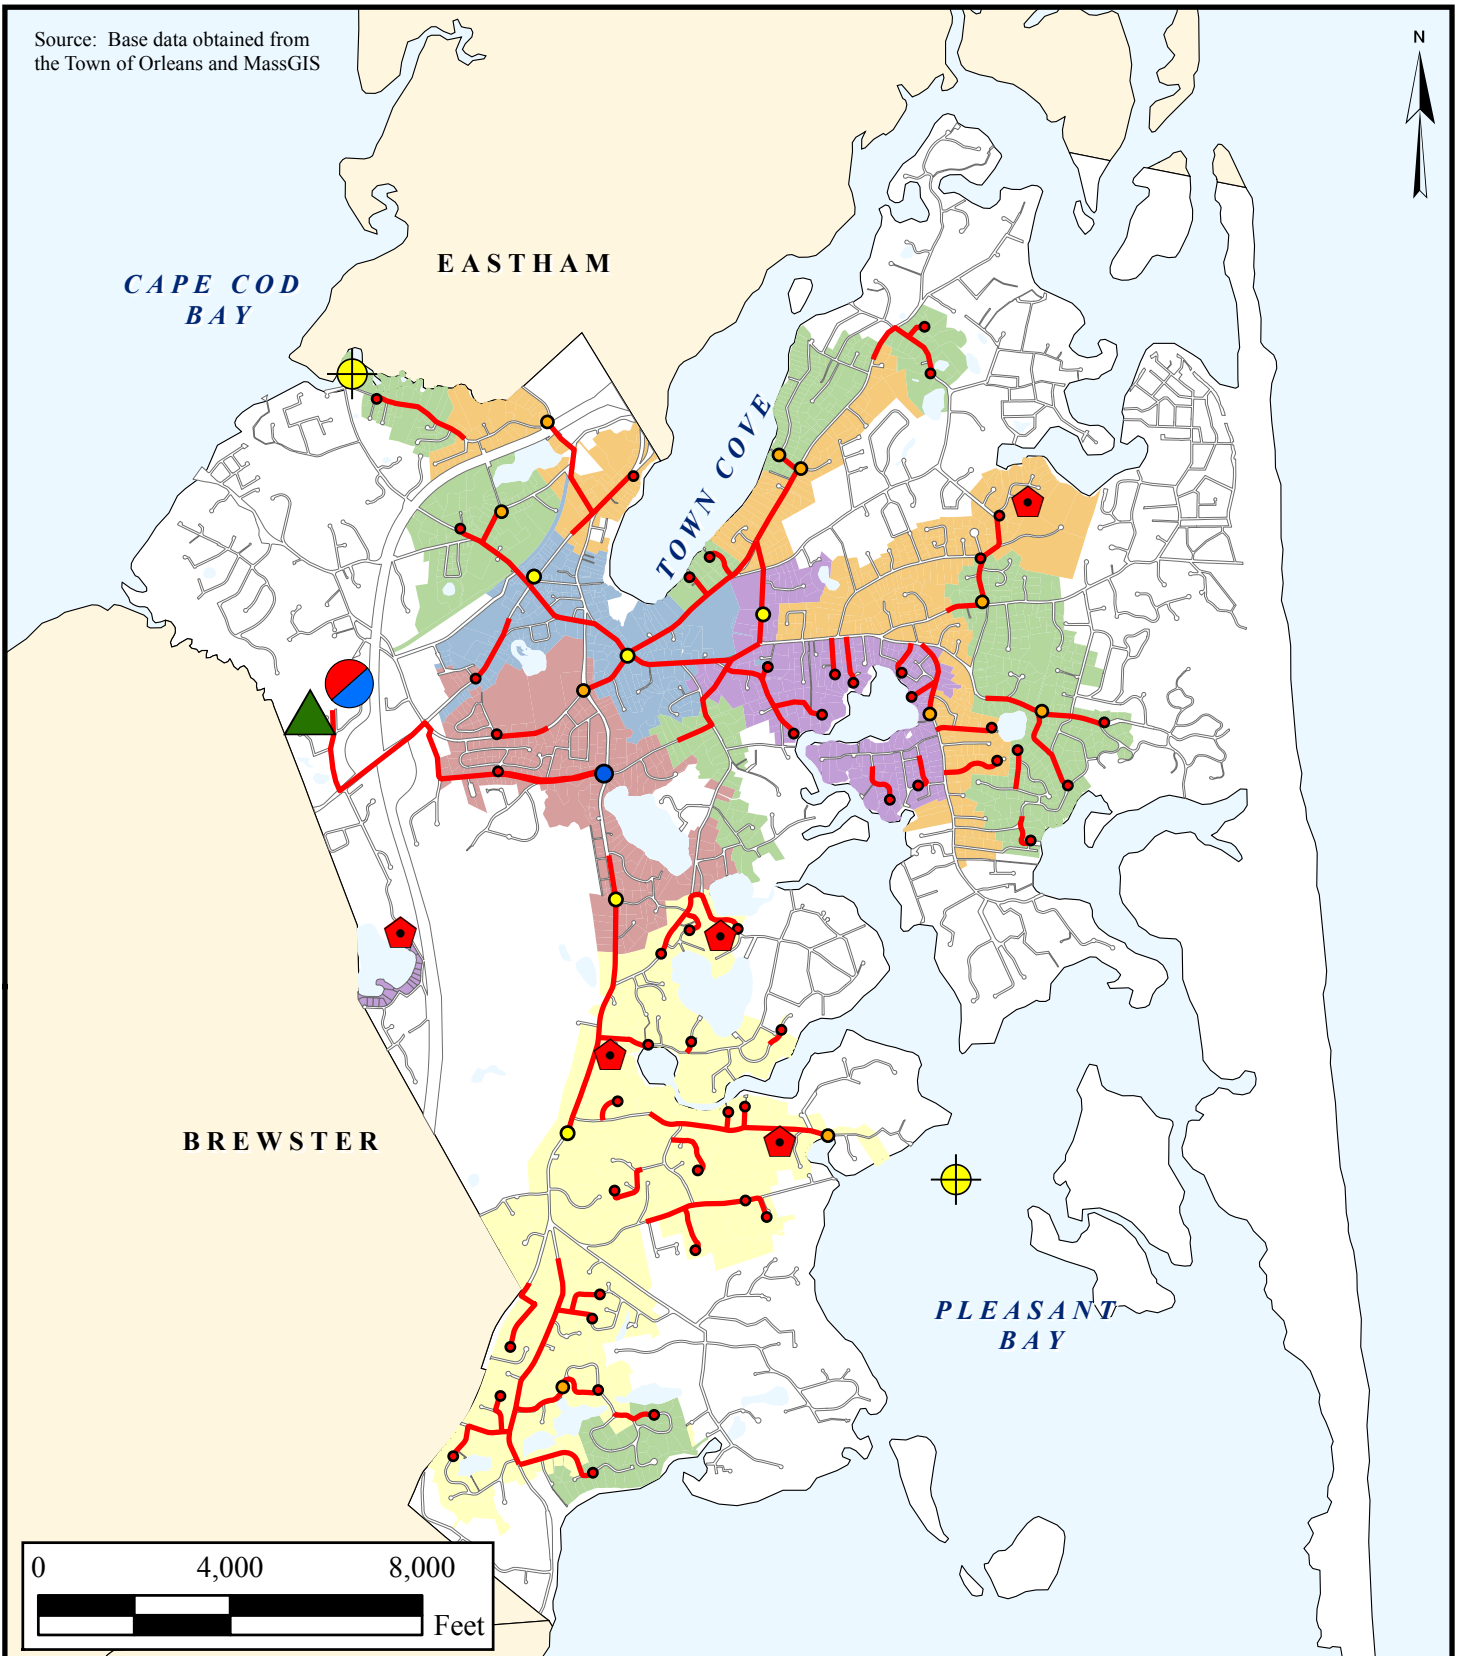 Source: Base data obtained from
the Town of Orleans and MassGIS
N
EASTHAM
CAPE COD
BAY
TOWN COVE
BREWSTER
PLEASANT
BAY
0 4,000 8,000
Feet